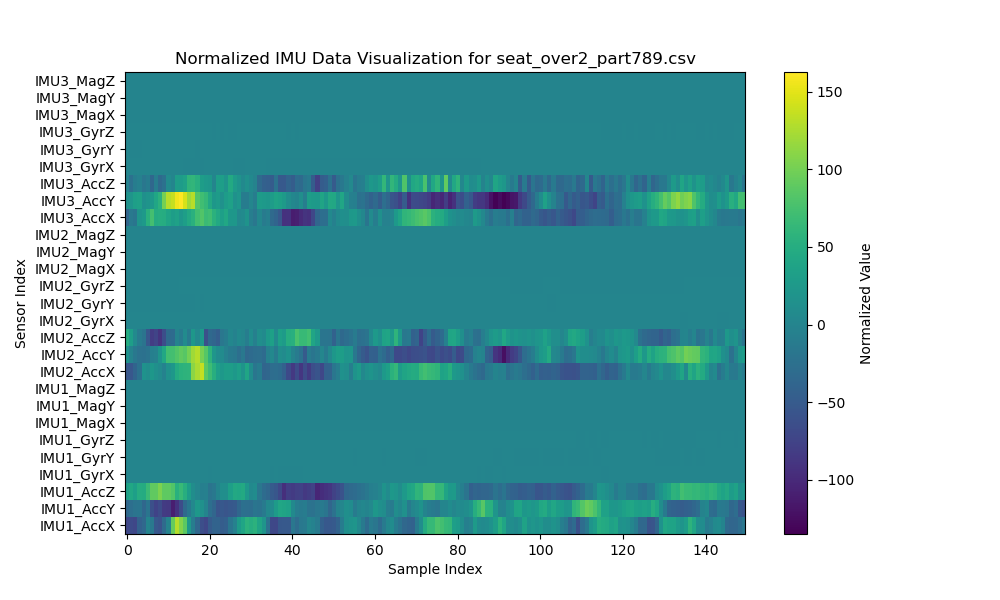 Normalized IMU Data Visualization for seat_over2_part789.csv
IMU3_MagZ
IMU3_MagY
IMU3_MagX
IMU3_GyrZ
IMU3_GyrY
IMU3_GyrX
IMU3_AccZ
IMU3_AccY
IMU3_AccX
IMU2_MagZ
IMU2_MagY
IMU2_MagX
IMU2_GyrZ
IMU2_GyrY
IMU2_GyrX
IMU2_AccZ
IMU2_AccY
IMU2_AccX
IMU1_MagZ
IMU1_MagY
IMU1_MagX
IMU1_GyrZ
IMU1_GyrY
IMU1_GyrX
IMU1_AccZ
IMU1_AccY
IMU1_AccX
Sensor Index
0 20 40 60 80 100 120 140
Sample Index
150
100
50
0
−50
−100
Normalized Value